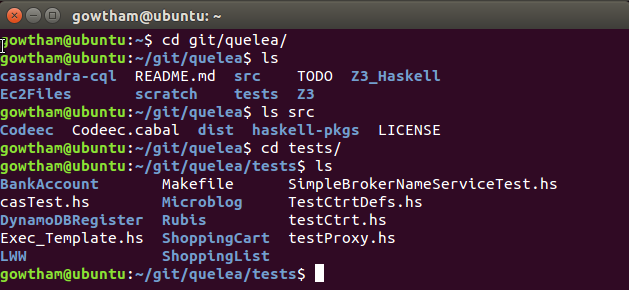 gowtham@ubuntu: ~
gowtham@ubuntu:~$ cd git/quelea/
gowtham@ubuntu:~/git/quelea$ ls
cassandra-cql  README.md  src    TODO  Z3_Haskell
Ec2Files       scratch    tests  Z3
gowtham@ubuntu:~/git/quelea$ ls src
Codeec  Codeec.cabal  dist  haskell-pkgs  LICENSE
gowtham@ubuntu:~/git/quelea$ cd tests/
gowtham@ubuntu:~/git/quelea/tests$ ls
BankAccount       Makefile      SimpleBrokerNameServiceTest.hs
casTest.hs        Microblog     TestCtrtDefs.hs
DynamoDBRegister  Rubis         testCtrt.hs
Exec_Template.hs  ShoppingCart  testProxy.hs
LWW               ShoppingList
gowtham@ubuntu:~/git/quelea/tests$